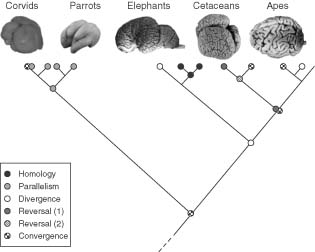 Corvids Parrots Elephants Cetaceans Apes
Homology
Parallelism
Divergence
Reversal (1)
Reversal (2)
Convergence